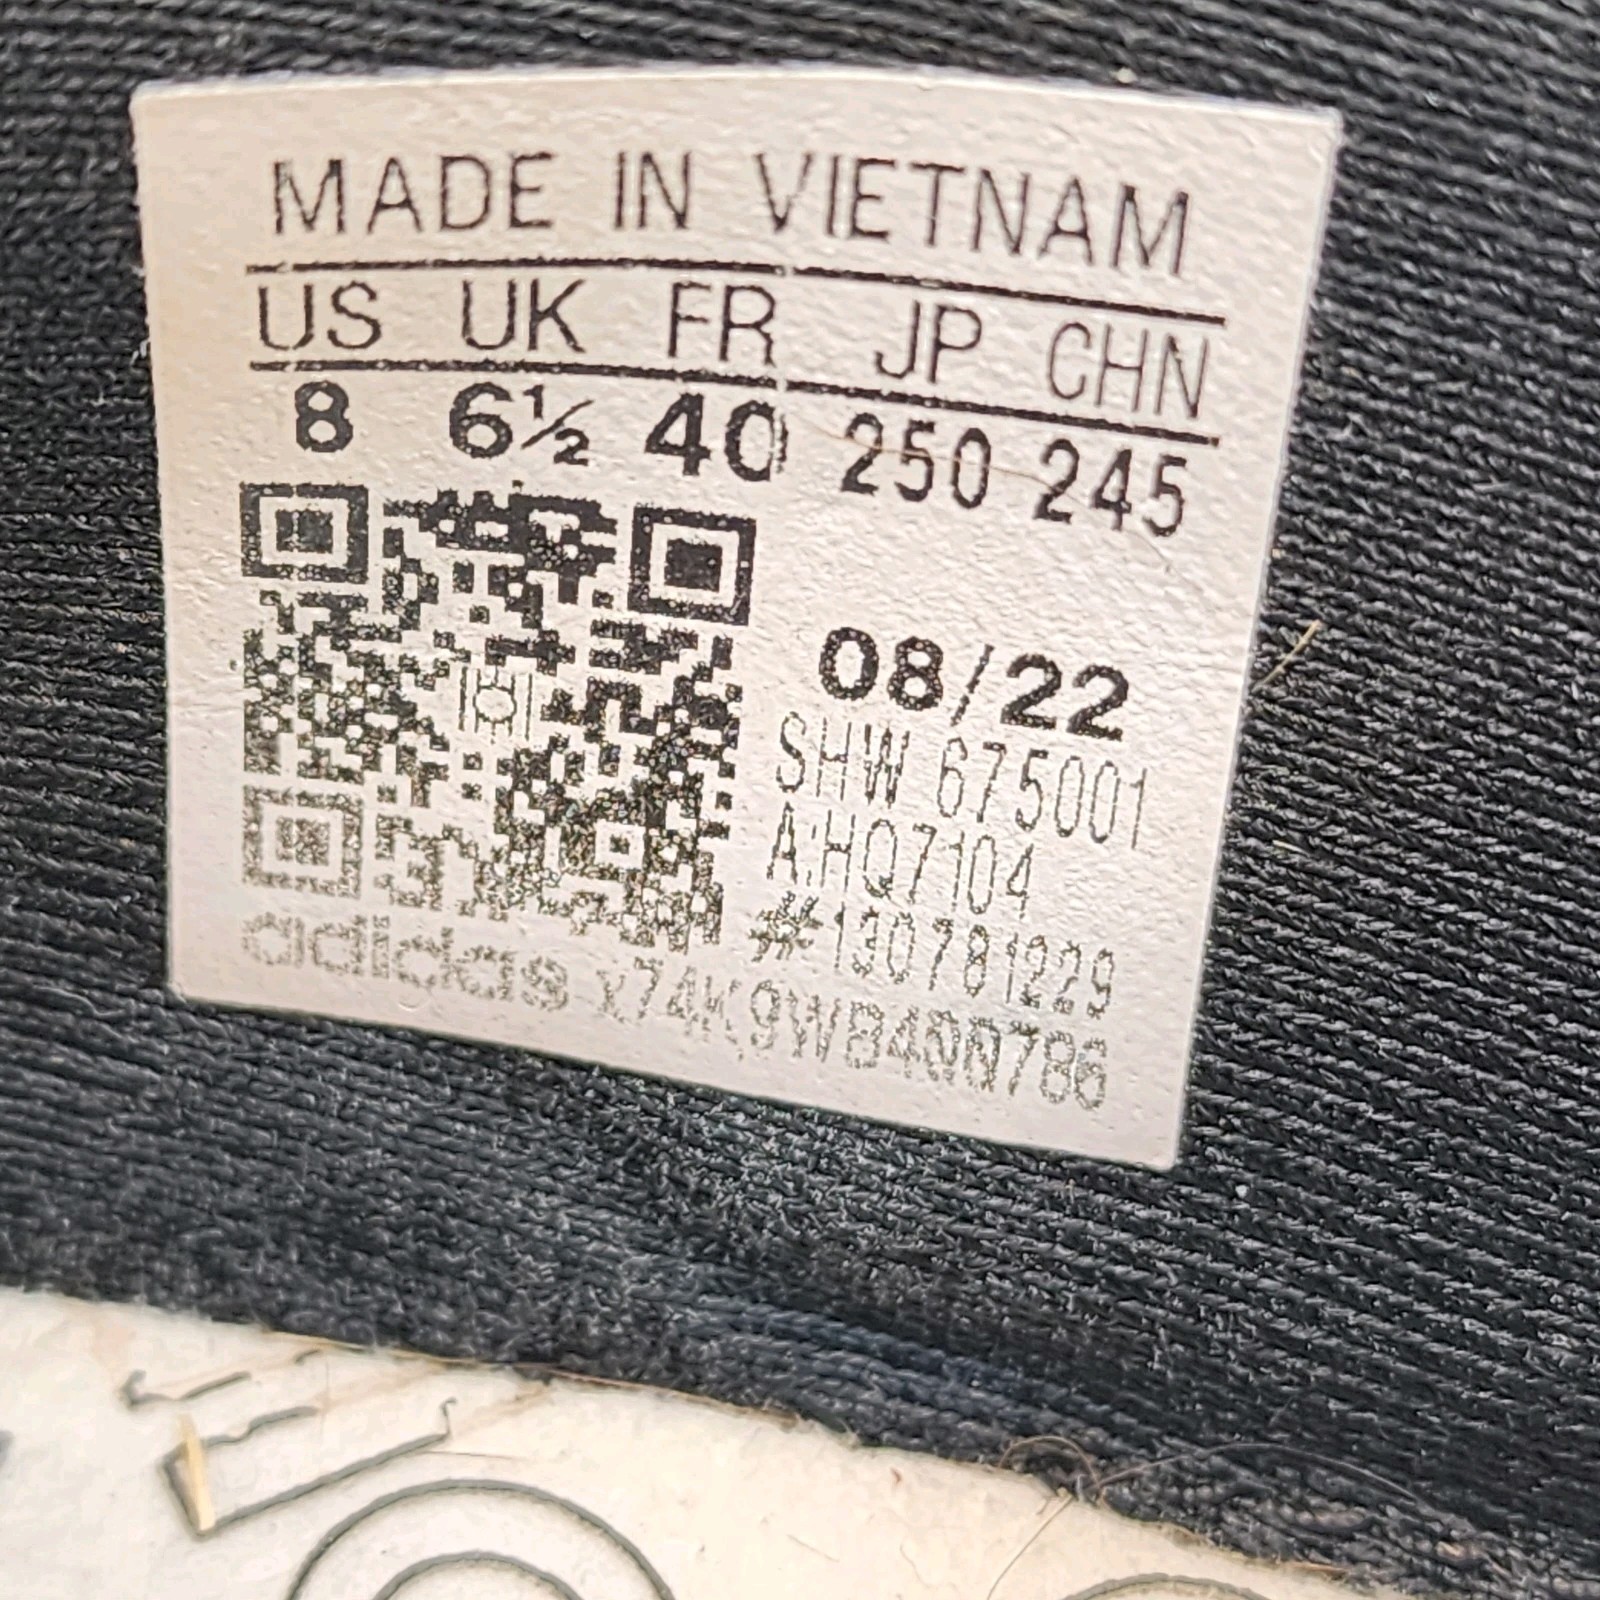 MADE IN VIETNAM
US UK FR JP CHN
8 6½ 40 250 245
08/22
SHW 675001
A:HQ7104
#130781229
adidas